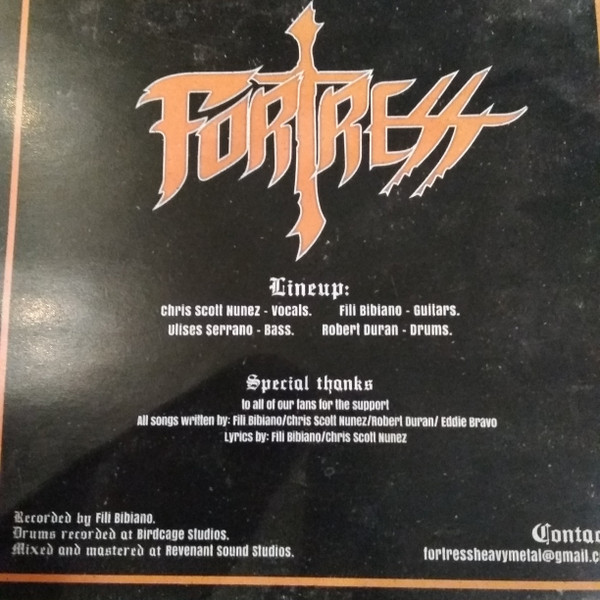 FORTRESS
Lineup:
Chris Scott Nunez - Vocals. Fili Bibiano - Guitars.
Ulises Serrano - Bass. Robert Duran - Drums.
Special thanks
to all of our fans for the support
All songs written by: Fili Bibiano/Chris Scott Nunez/Robert Duran/ Eddie Bravo
Lyrics by: Fili Bibiano/Chris Scott Nunez
Recorded by Fili Bibiano.
Drums recorded at Birdcage Studios.
Mixed and mastered at Revenant Sound Studios.
Contac
fortressheavymetal@gmail.c